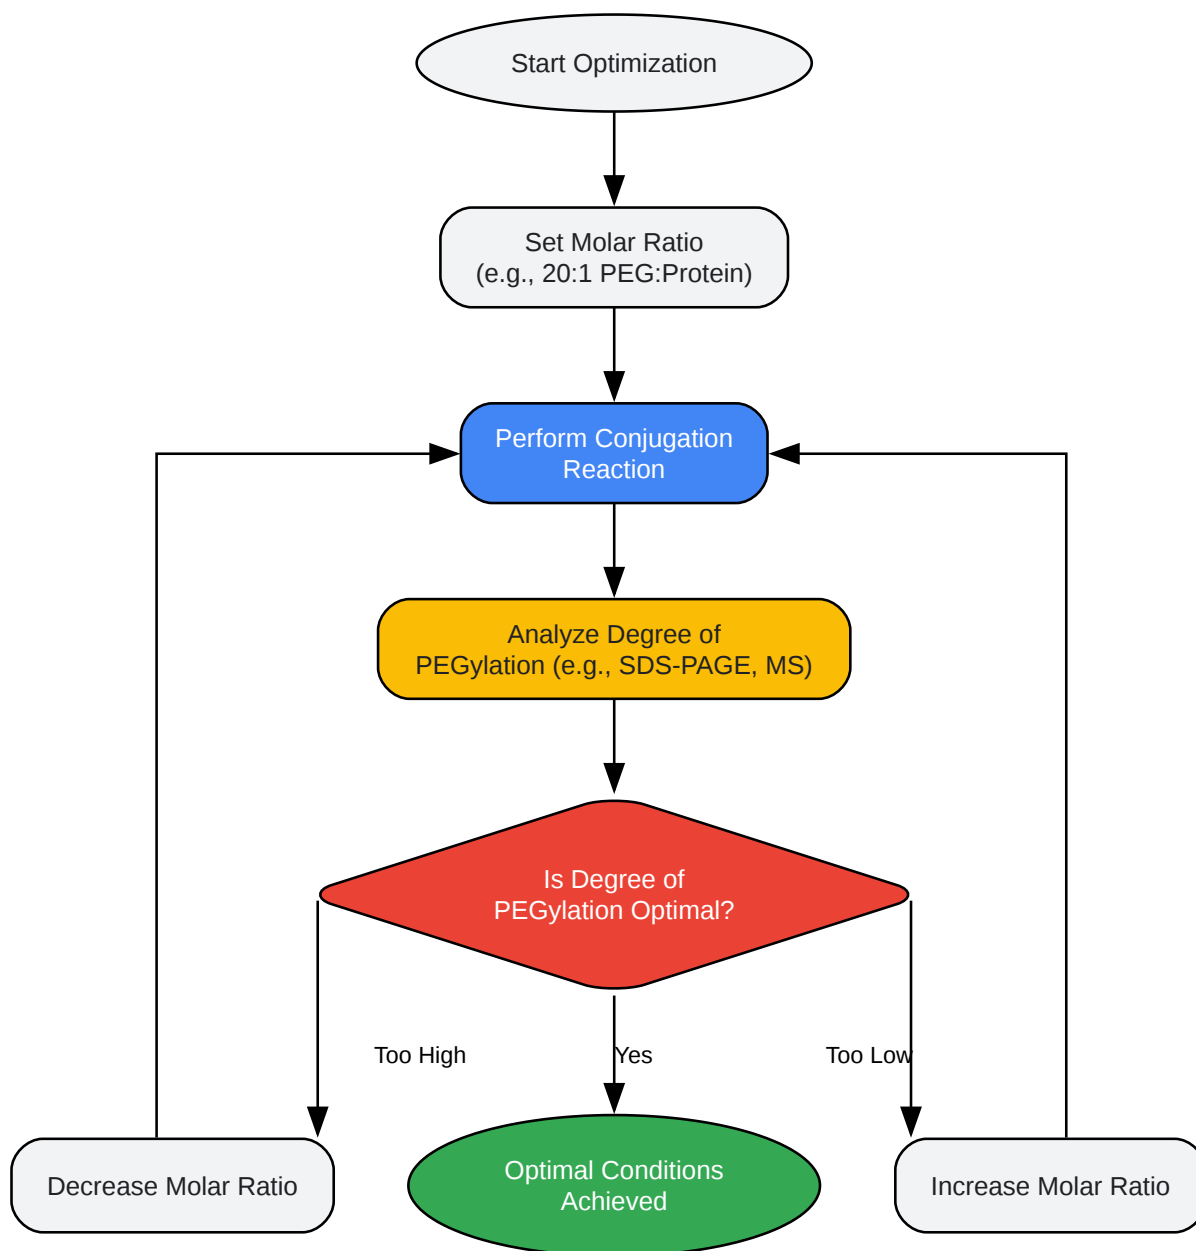 Start Optimization
Set Molar Ratio
(e.g., 20:1 PEG:Protein)
Perform Conjugation
Reaction
Analyze Degree of
PEGylation (e.g., SDS-PAGE, MS)
Is Degree of
PEGylation Optimal?
Too High
Yes
Too Low
Decrease Molar Ratio
Optimal Conditions
Achieved
Increase Molar Ratio